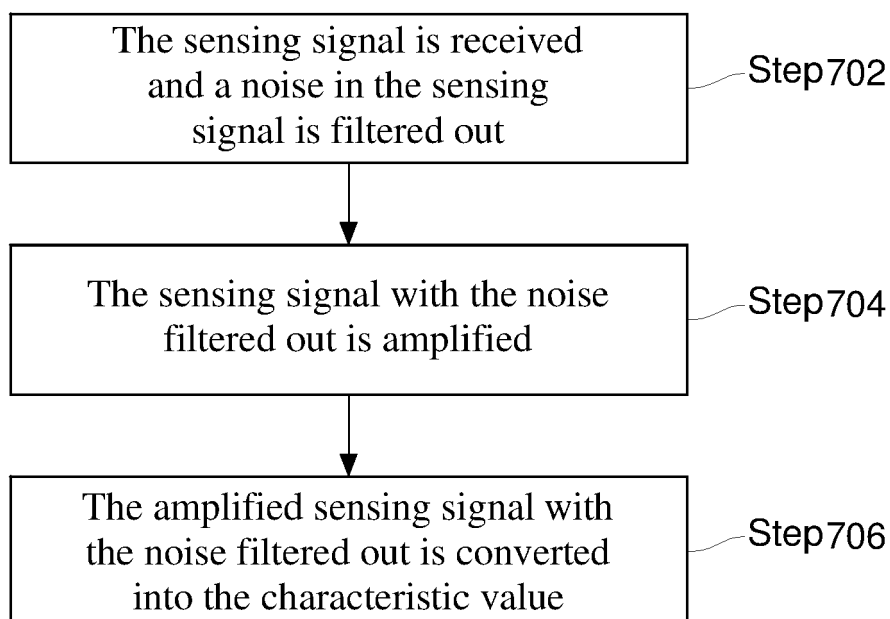 The sensing signal is received
and a noise in the sensing
signal is filtered out
Step702
The sensing signal with the noise
filtered out is amplified
Step704
The amplified sensing signal with
the noise filtered out is converted
into the characteristic value
Step706